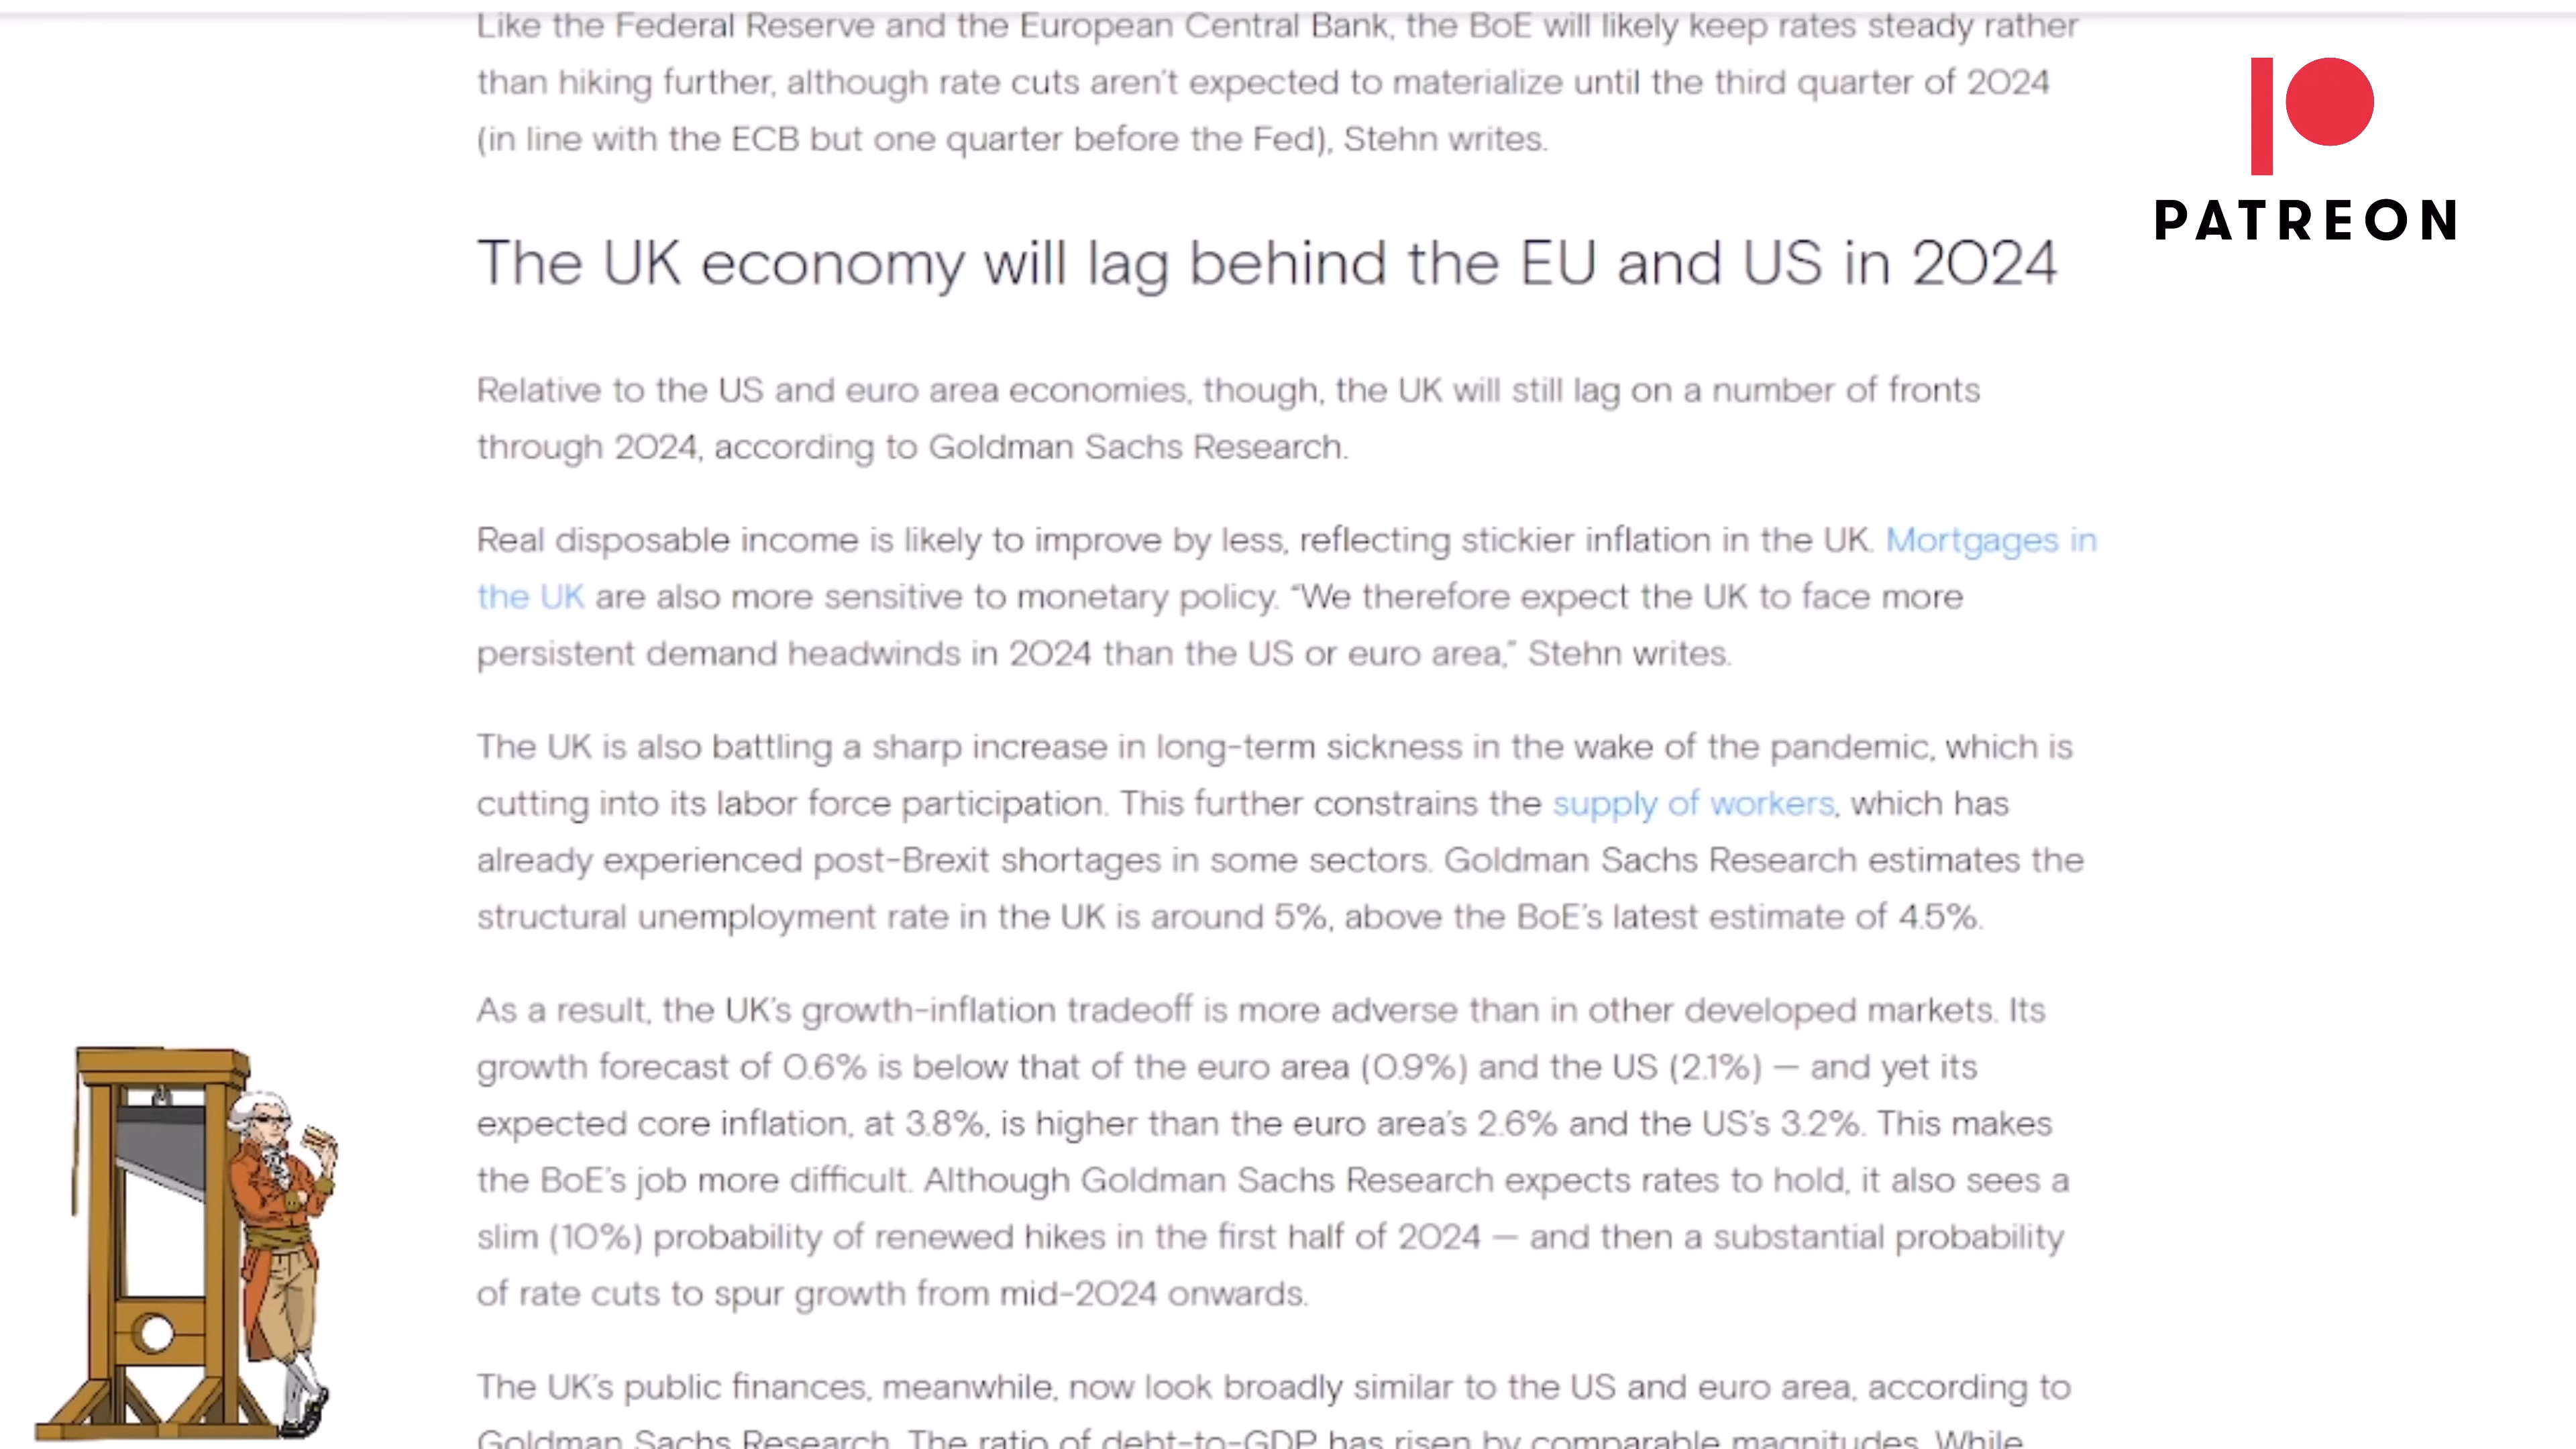 Like the Federal Reserve and the European Central Bank, the BoE will likely keep rates steady rather
than hiking further, although rate cuts aren't expected to materialize until the third quarter of 2024
(in line with the ECB but one quarter before the Fed), Stehn writes.
PATREON
The UK economy will lag behind the EU and US in 2024
Relative to the US and euro area economies, though, the UK will still lag on a number of fronts
through 2024, according to Goldman Sachs Research.
Real disposable income is likely to improve by less, reflecting stickier inflation in the UK. Mortgages in
the UK are also more sensitive to monetary policy. “We therefore expect the UK to face more
persistent demand headwinds in 2024 than the US or euro area,” Stehn writes.
The UK is also battling a sharp increase in long-term sickness in the wake of the pandemic, which is
cutting into its labor force participation. This further constrains the supply of workers, which has
already experienced post-Brexit shortages in some sectors. Goldman Sachs Research estimates the
structural unemployment rate in the UK is around 5%, above the BoE's latest estimate of 4.5%.
As a result, the UK's growth-inflation tradeoff is more adverse than in other developed markets. Its
growth forecast of 0.6% is below that of the euro area (0.9%) and the US (2.1%) — and yet its
expected core inflation, at 3.8%, is higher than the euro area's 2.6% and the US's 3.2%. This makes
the BoE's job more difficult. Although Goldman Sachs Research expects rates to hold, it also sees a
slim (10%) probability of renewed hikes in the first half of 2024 — and then a substantial probability
of rate cuts to spur growth from mid-2024 onwards.
The UK's public finances, meanwhile, now look broadly similar to the US and euro area, according to
Goldman Sachs Research. The ratio of debt-to-GDP has risen by comparable magnitudes. While